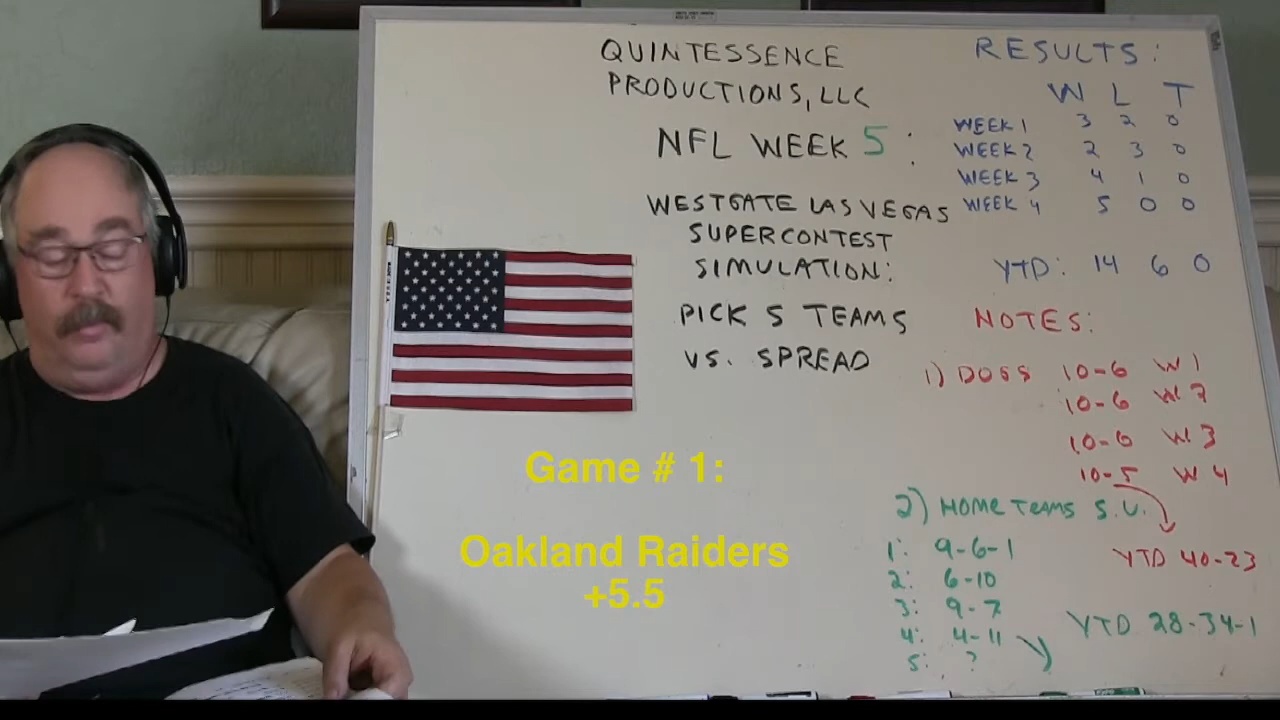 QUINTESSENCE
PRODUCTIONS, LLC
NFL WEEK 5:
WESTGATE LAS VEGAS
SUPERCONTEST
SIMULATION:
PICK 5 TEAMS
VS. SPREAD
RESULTS:
W L T
WEEK 1 3 2 0
WEEK 2 2 3 0
WEEK 3 4 1 0
WEEK 4 5 0 0
YTD: 14 6 0
NOTES:
1) DOGS 10-6 W1
10-6 W2
10-6 W3
10-5 W4
YTD 40-23
2) HOME TEAMS S.U.
1: 9-6-1
2: 6-10
3: 9-7
4: 4-11
5: ?
YTD 28-34-1
Game # 1:
Oakland Raiders
+5.5